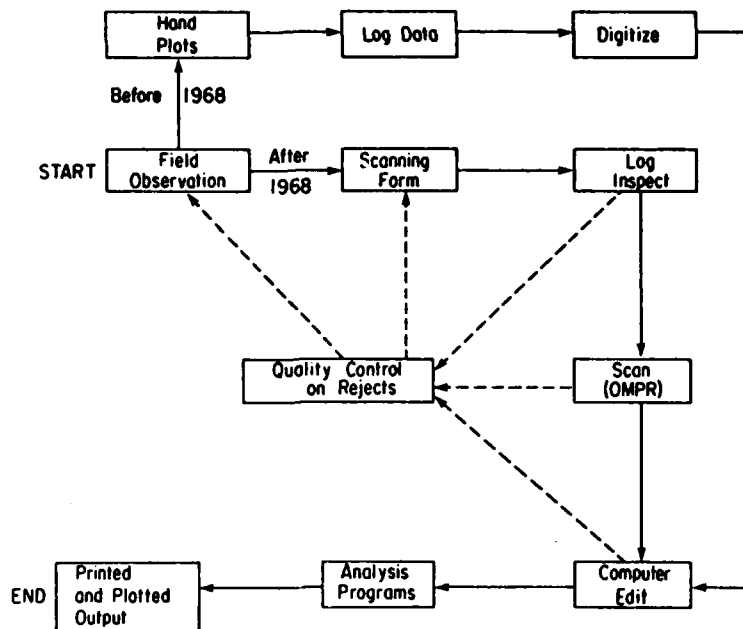 Hand
Plots
Log Data
Digitize
Before 1968
START
Field
Observation
After
1968
Scanning
Form
Log
Inspect
Quality Control
on Rejects
Scan
(OMPR)
END
Printed
and Plotted
Output
Analysis
Programs
Computer
Edit